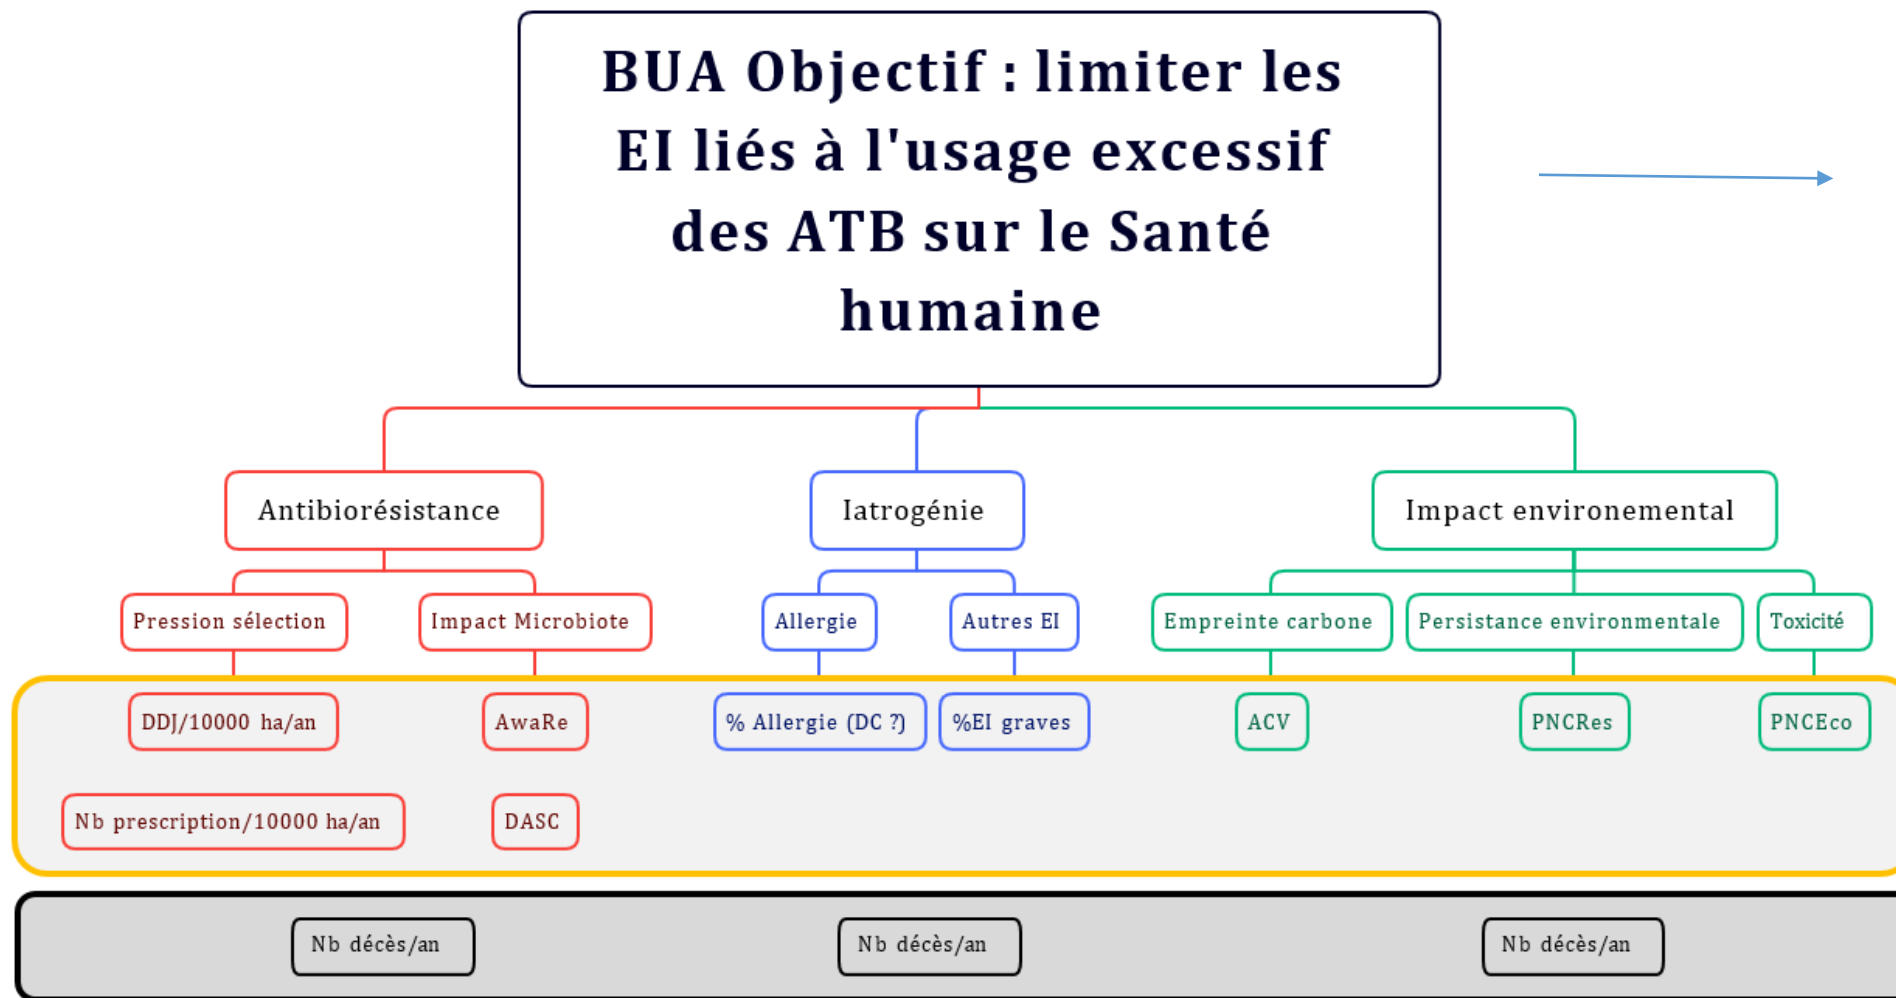 BUA Objectif : limiter les
EI liés à l'usage excessif
des ATB sur le Santé
humaine
Antibiorésistance
Iatrogénie
Impact environemental
Pression sélection
Impact Microbiote
Allergie
Autres EI
Empreinte carbone
Persistance environmentale
Toxicité
DDJ/10000 ha/an
AwaRe
% Allergie (DC ?)
%EI graves
ACV
PNCRes
PNCEco
Nb prescription/10000 ha/an
DASC
Nb décès/an
Nb décès/an
Nb décès/an